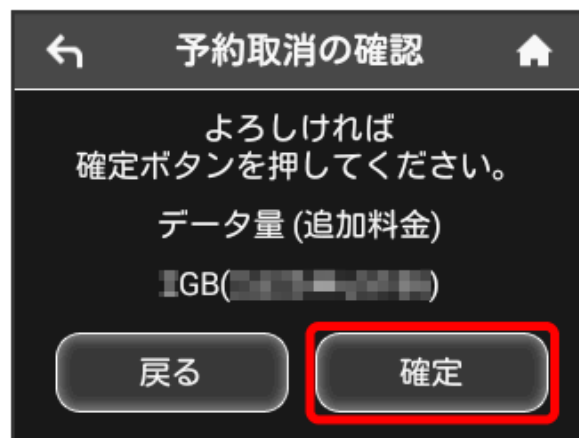 予約取消の確認
よろしければ
確定ボタンを押してください。
データ量 (追加料金)
GB( )
戻る
確定